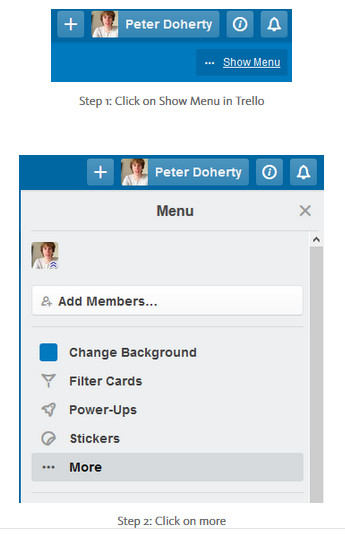 Peter Doherty
Show Menu
Step 1: Click on Show Menu in Trello
Peter Doherty
Menu
Add Members...
Change Background
Filter Cards
Power-Ups
Stickers
More
Step 2: Click on more